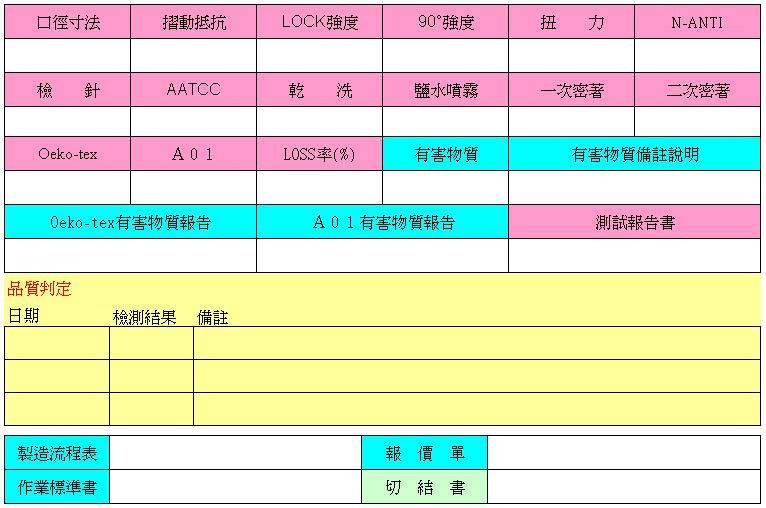 口徑寸法 摺動抵抗 LOCK強度 90°強度 扭 力 N-ANTI
檢 針 AATCC 乾 洗 鹽水噴霧 一次密著 二次密著
Oeko-tex A01 LOSS率(%) 有害物質 有害物質備註說明
Oeko-tex有害物質報告 A01有害物質報告 測試報告書
品質判定
日期 檢測結果 備註
製造流程表 報 價 單
作業標準書 切 結 書